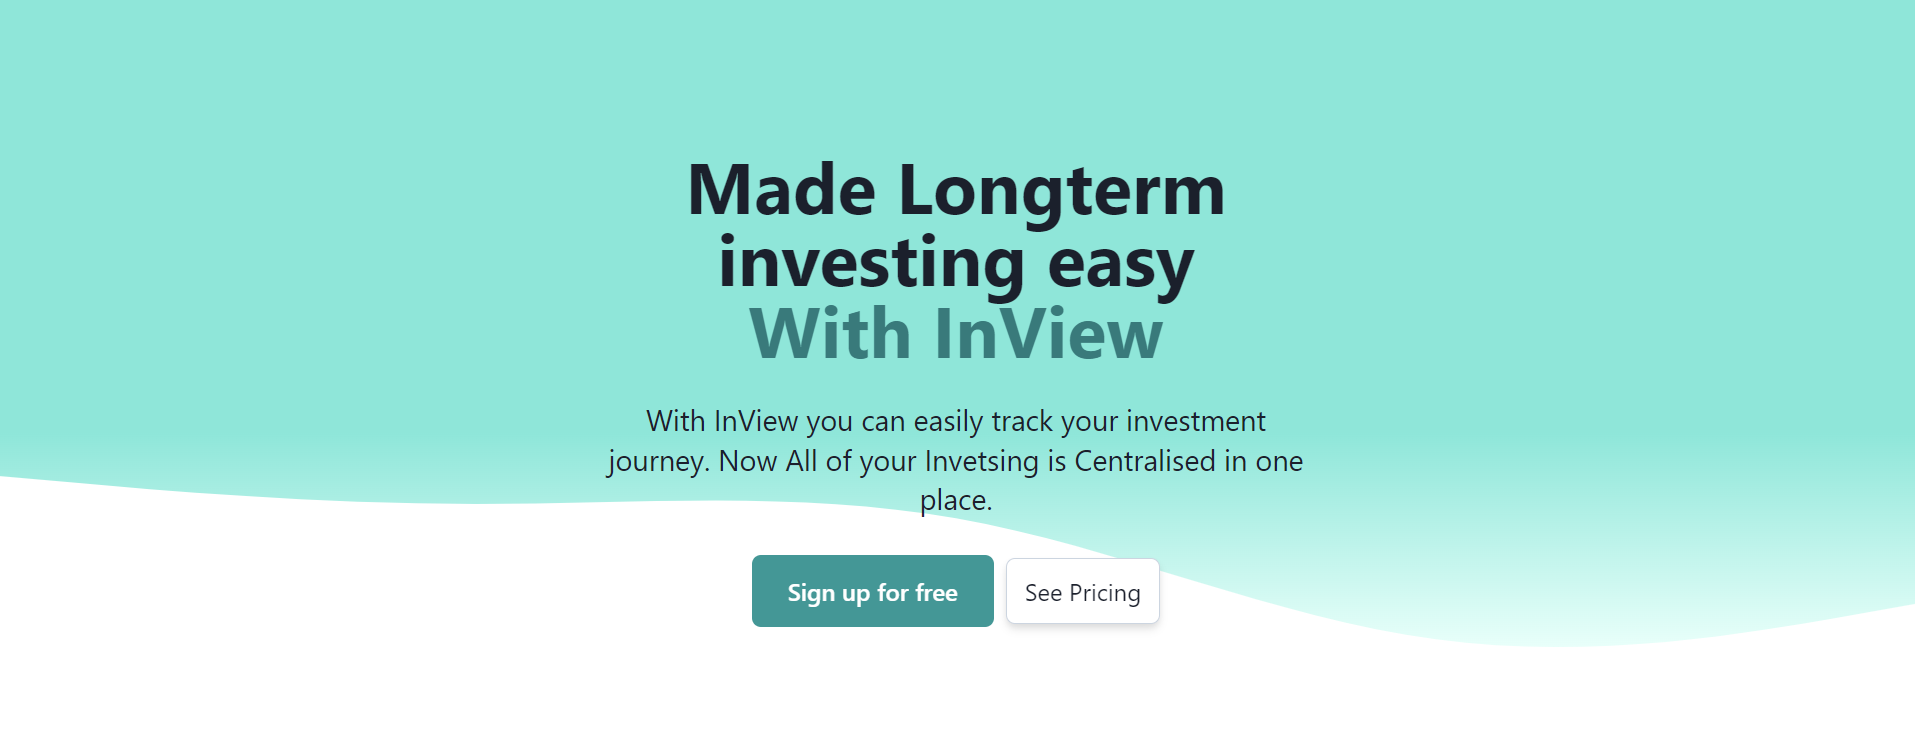 Made Longterm
investing easy
With InView
With InView you can easily track your investment
journey. Now All of your Invetsing is Centralised in one
place.
Sign up for free
See Pricing